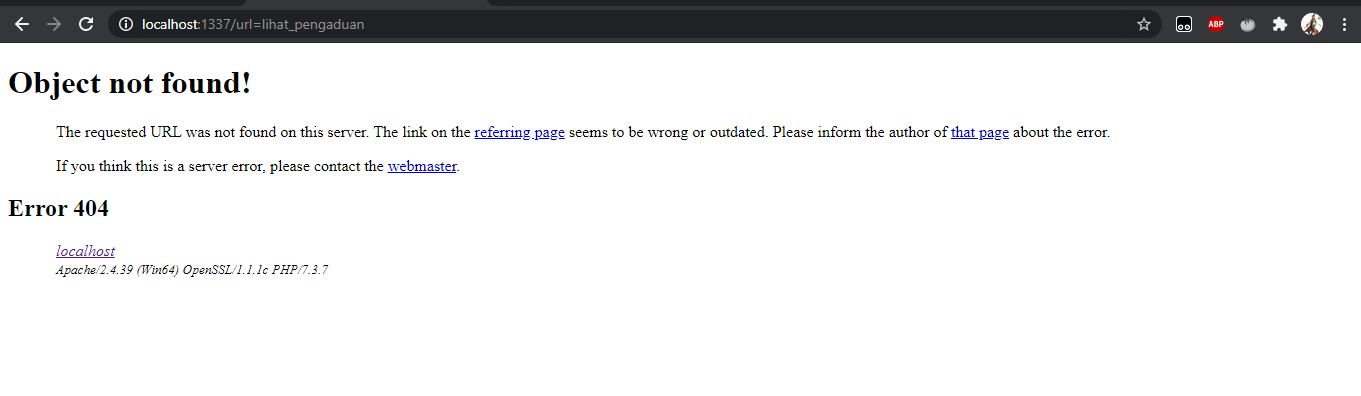 localhost:1337/url=lihat_pengaduan
ABP
Object not found!
The requested URL was not found on this server. The link on the referring page seems to be wrong or outdated. Please inform the author of that page about the error.
If you think this is a server error, please contact the webmaster.
Error 404
localhost
Apache/2.4.39 (Win64) OpenSSL/1.1.1c PHP/7.3.7